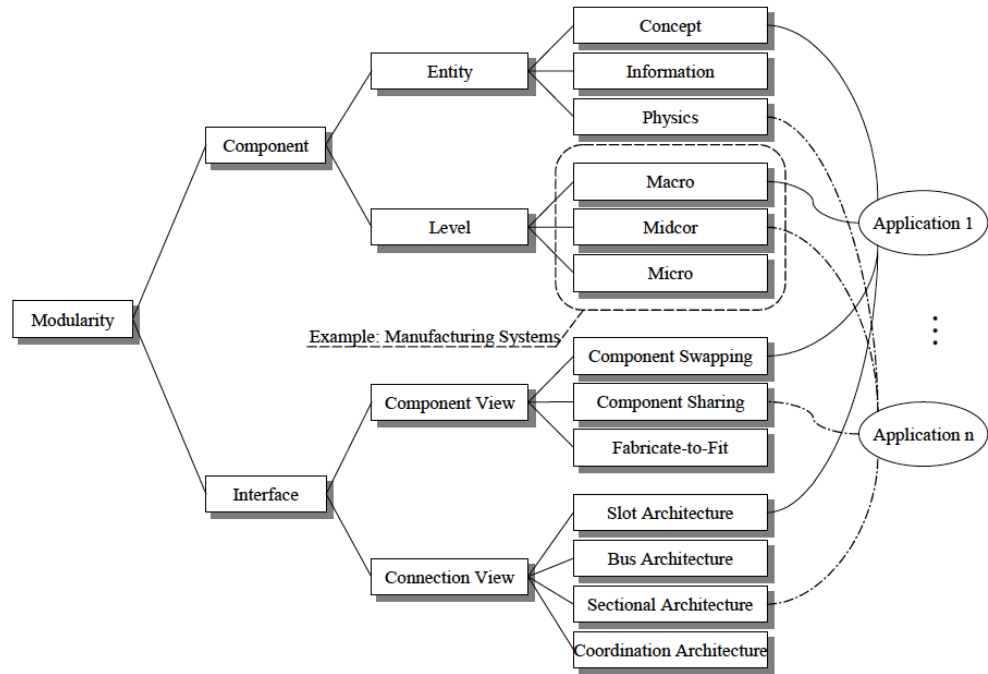 Concept
Entity
Information
Physics
Component
Macro
Level
Midcor
Application 1
Micro
Modularity
Example: Manufacturing Systems
Component Swapping
Component View
Component Sharing
Application n
Fabricate-to-Fit
Interface
Slot Architecture
Bus Architecture
Connection View
Sectional Architecture
Coordination Architecture